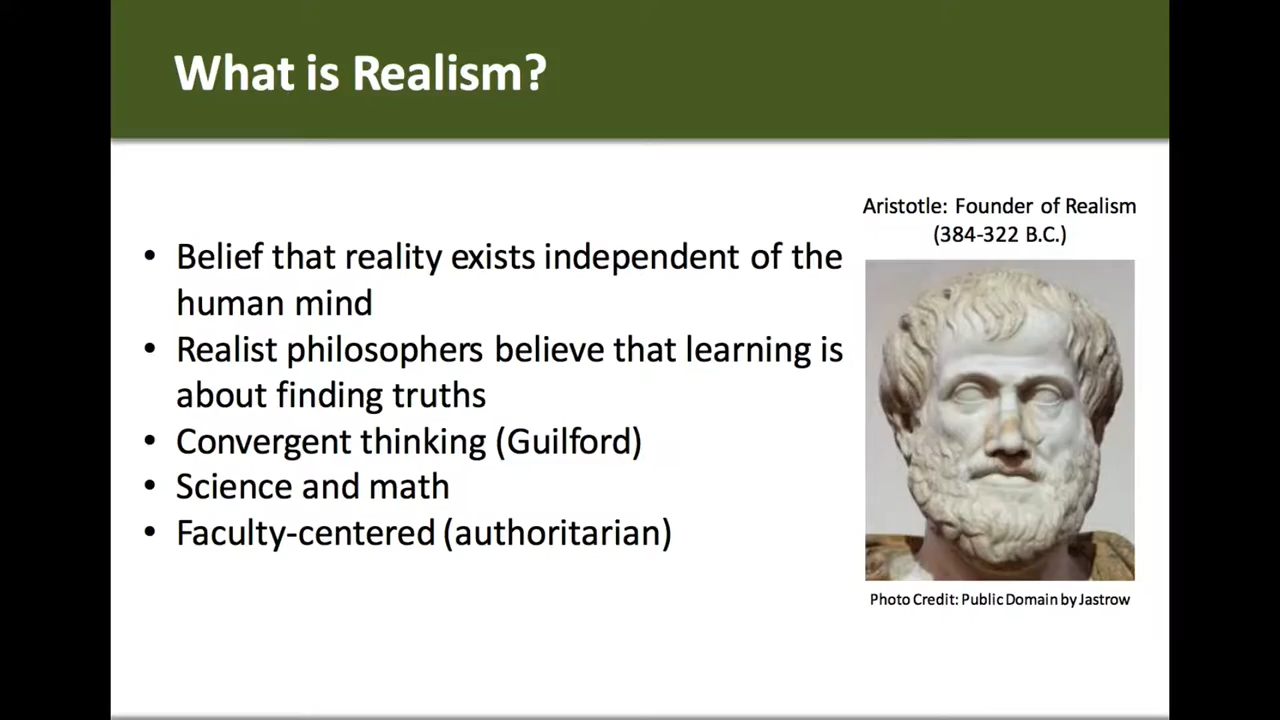 What is Realism?
Aristotle: Founder of Realism
(384-322 B.C.)
• Belief that reality exists independent of the
human mind
• Realist philosophers believe that learning is
about finding truths
• Convergent thinking (Guilford)
• Science and math
• Faculty-centered (authoritarian)
Photo Credit: Public Domain by Jastrow